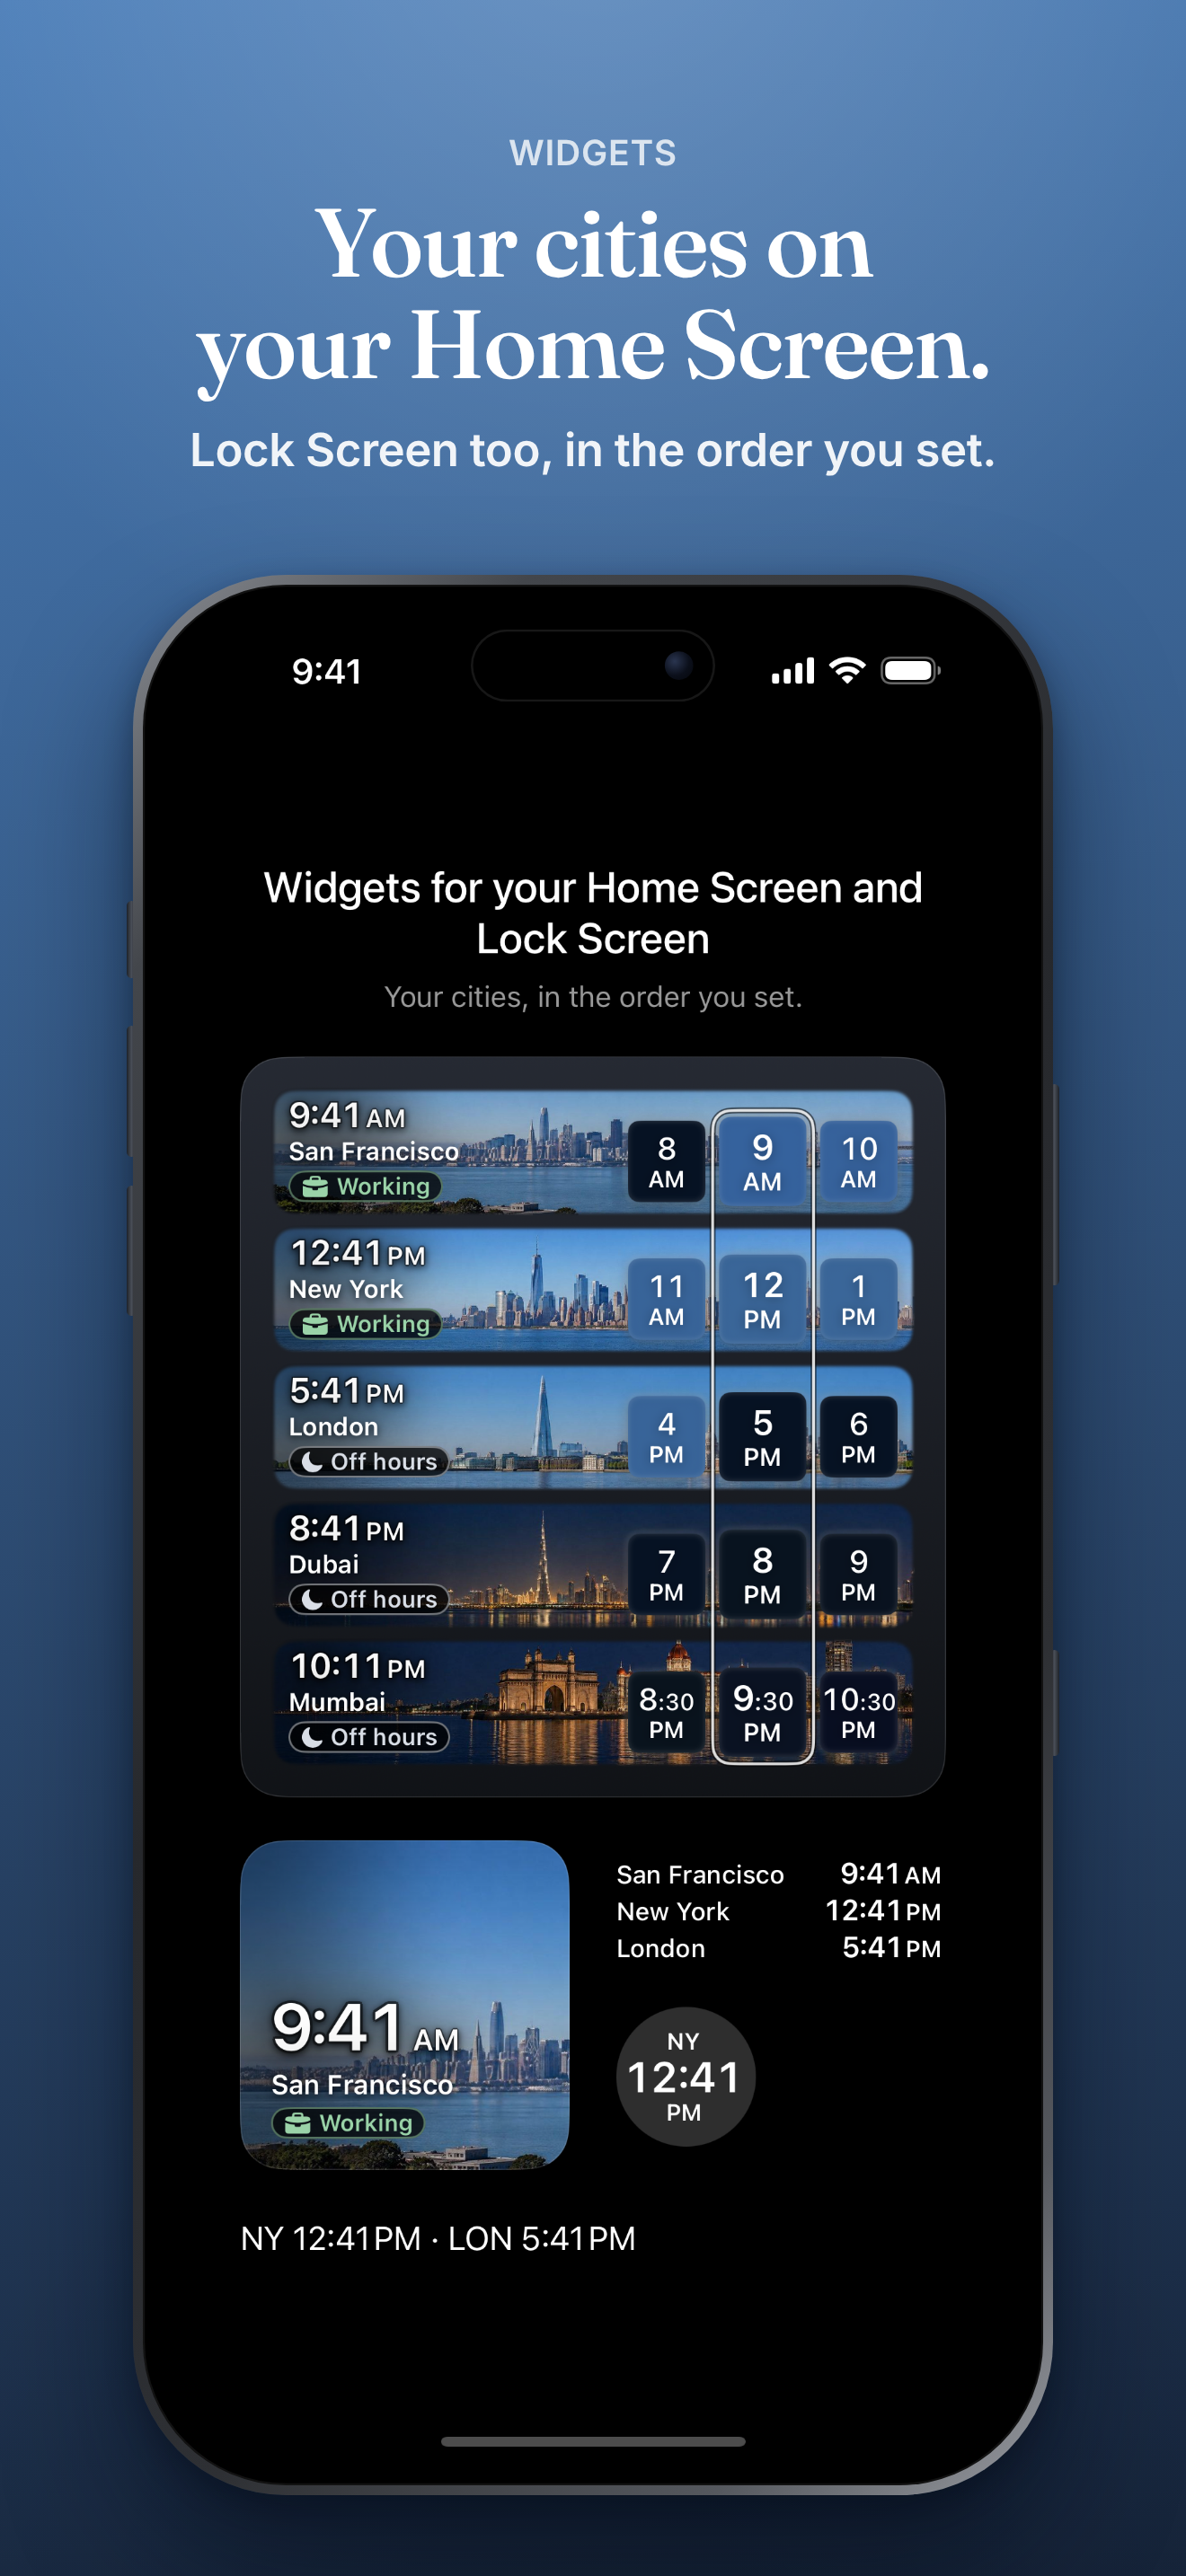 WIDGETS
Your cities on
your Home Screen.
Lock Screen too, in the order you set.
9:41
Widgets for your Home Screen and
Lock Screen
Your cities, in the order you set.
9:41 AM
San Francisco
Working
8 AM
9 AM
10 AM
12:41 PM
New York
Working
11 AM
12 PM
1 PM
5:41 PM
London
Off hours
4 PM
5 PM
6 PM
8:41 PM
Dubai
Off hours
7 PM
8 PM
9 PM
10:11 PM
Mumbai
Off hours
8:30 PM
9:30 PM
10:30 PM
9:41 AM
San Francisco
Working
San Francisco 9:41 AM
New York 12:41 PM
London 5:41 PM
NY
12:41
PM
NY 12:41 PM · LON 5:41 PM